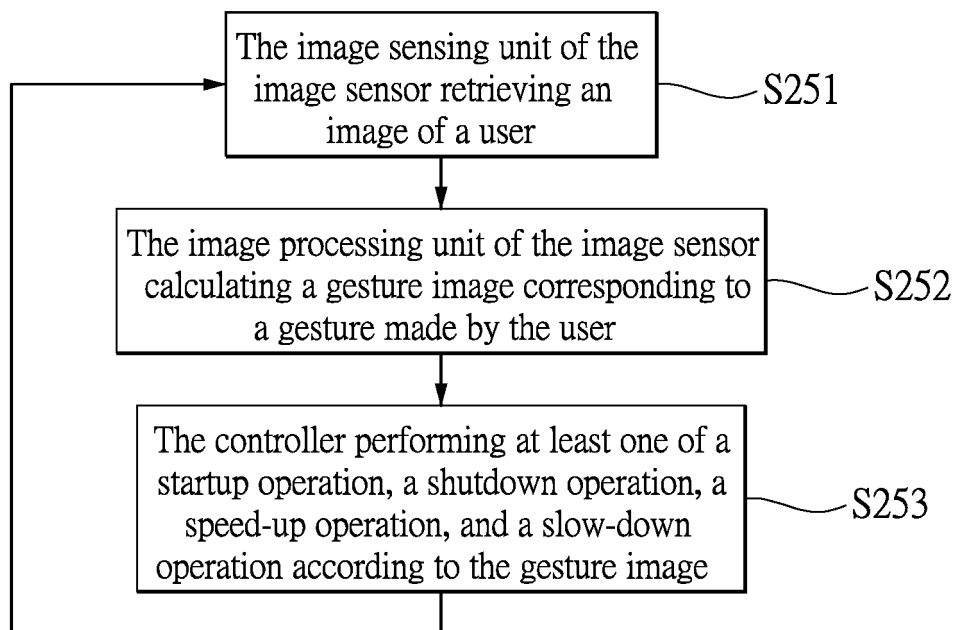 The image sensing unit of the
image sensor retrieving an
image of a user
S251
The image processing unit of the image sensor
calculating a gesture image corresponding to
a gesture made by the user
S252
The controller performing at least one of a
startup operation, a shutdown operation, a
speed-up operation, and a slow-down
operation according to the gesture image
S253